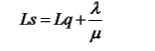 Ls = Lq + λ/μ